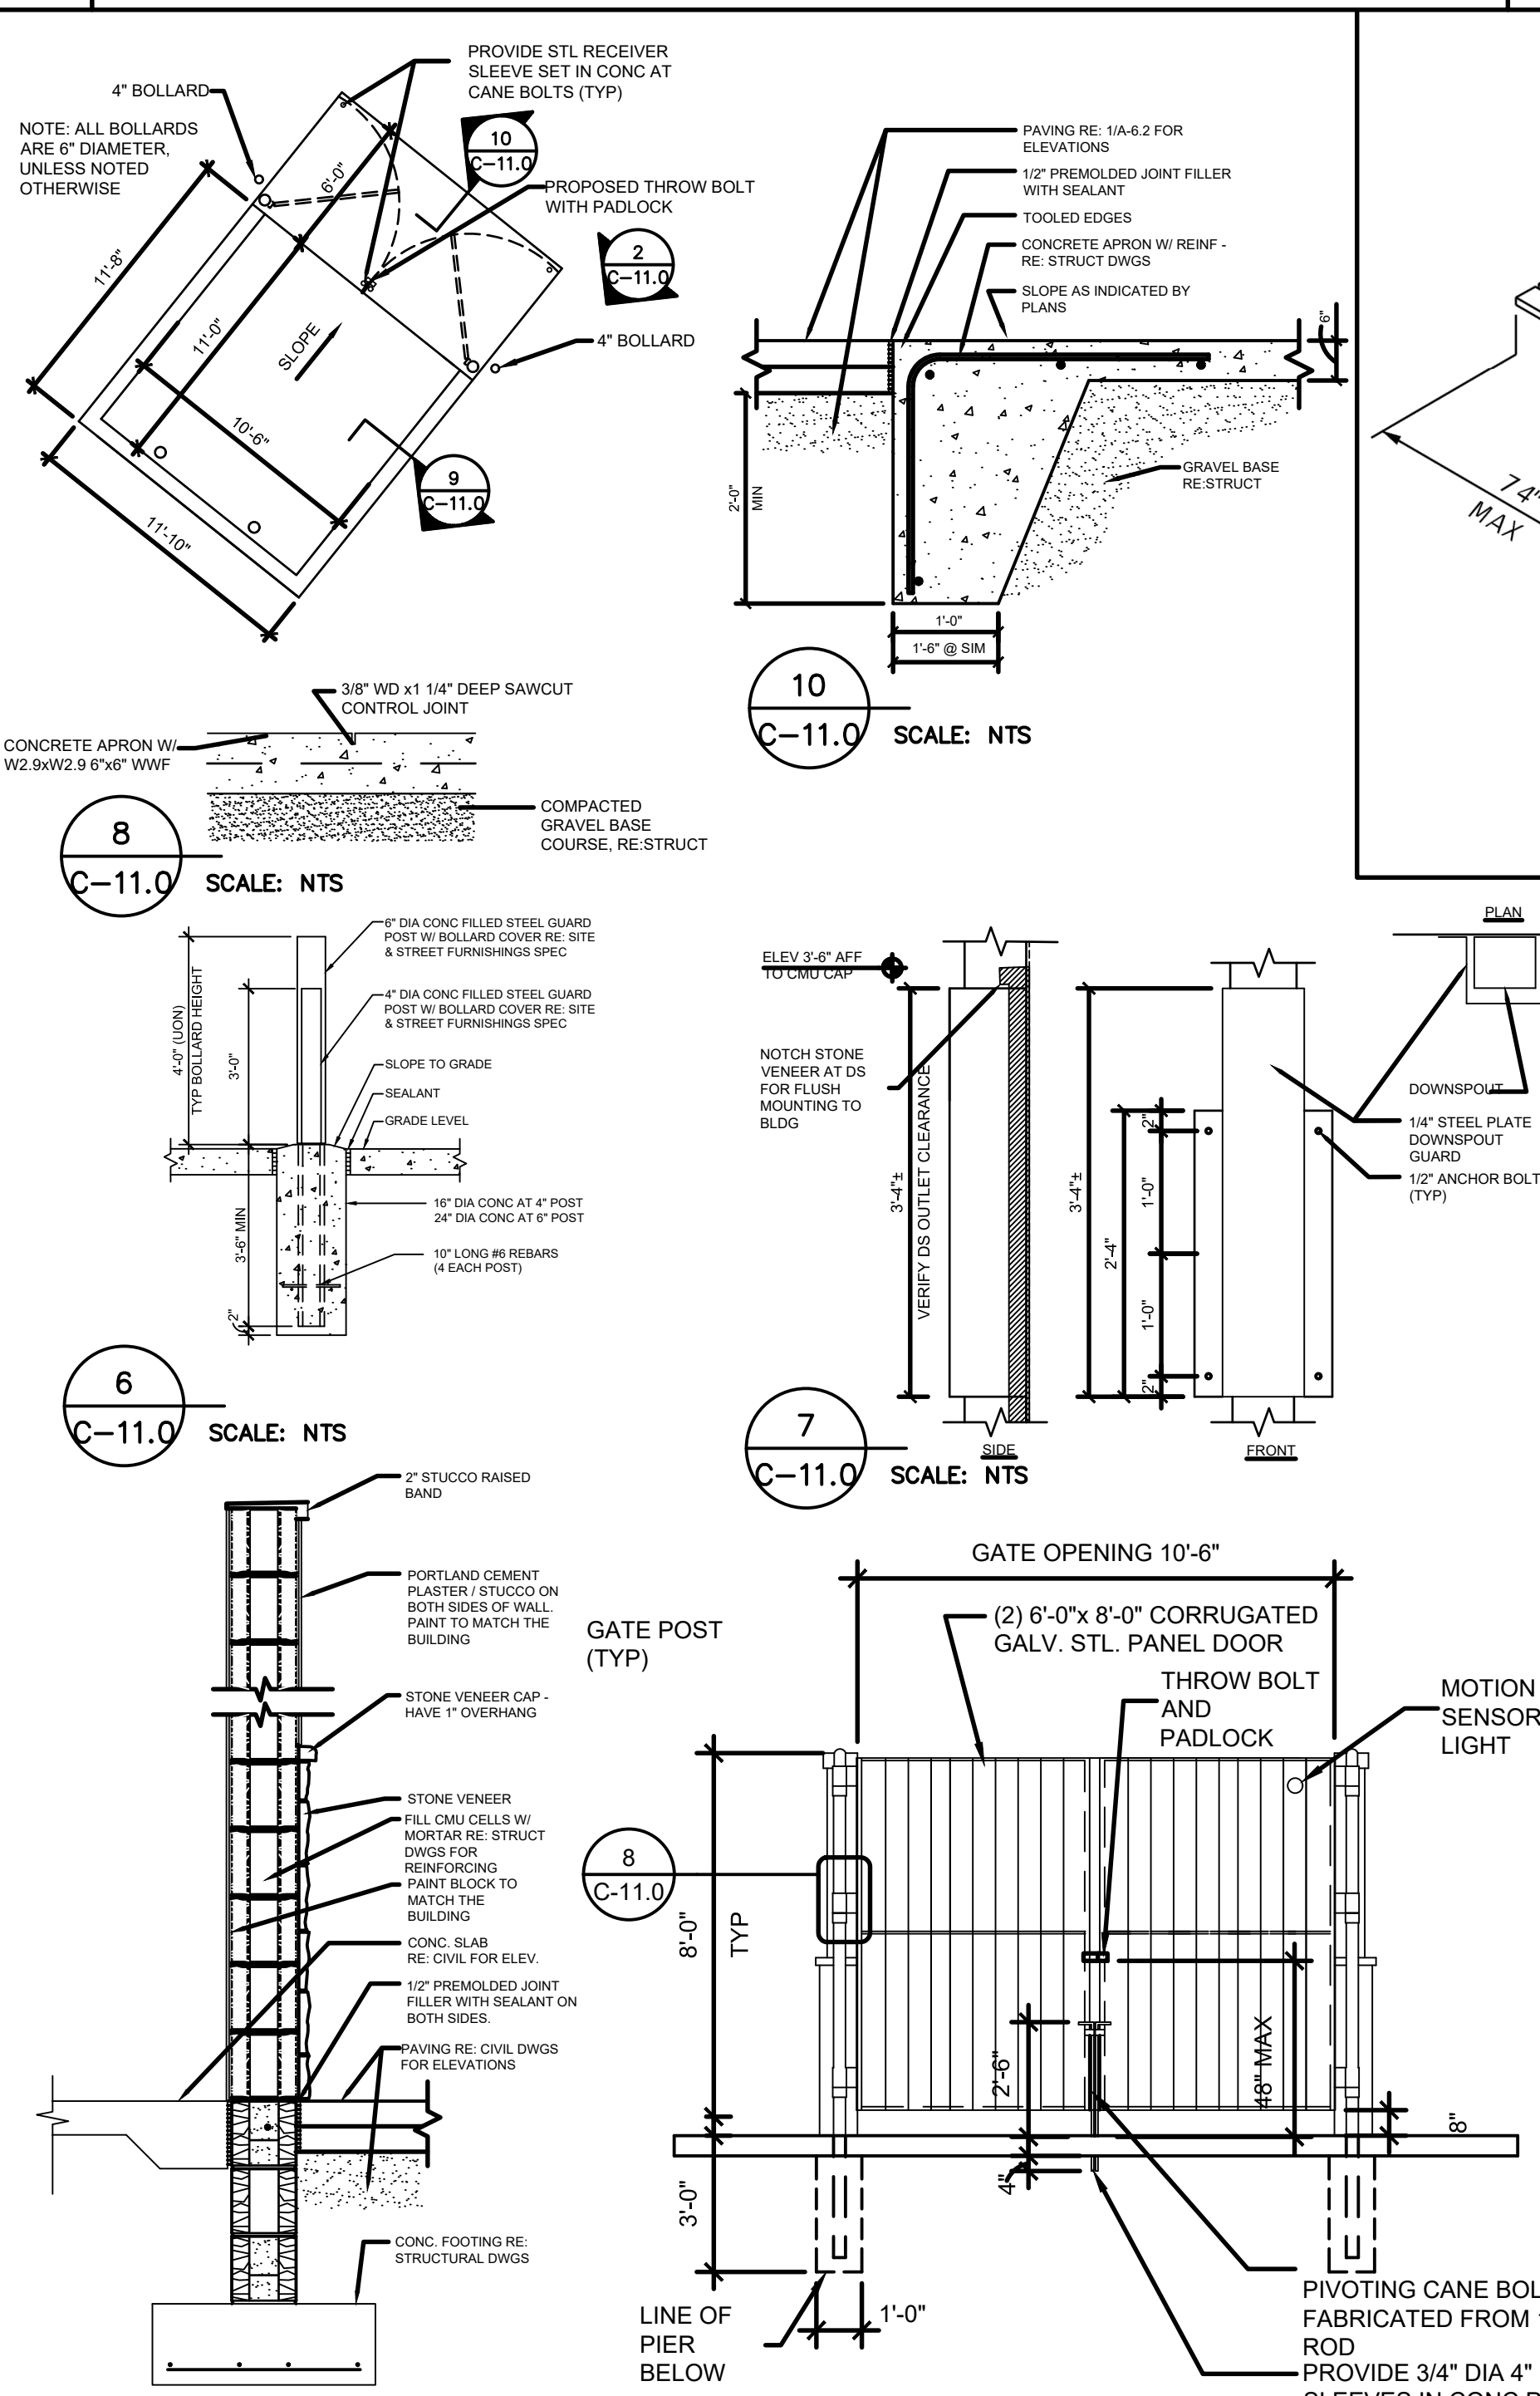 PROVIDE STL RECEIVER
SLEEVE SET IN CONC AT
CANE BOLTS (TYP)
4" BOLLARD
NOTE: ALL BOLLARDS
ARE 6" DIAMETER,
UNLESS NOTED
OTHERWISE
10
C-11.0
PROPOSED THROW BOLT
WITH PADLOCK
2
C-11.0
4" BOLLARD
6'-0"
11'-8"
11'-0"
SLOPE
10'-6"
11'-10"
9
C-11.0
PAVING RE: 1/A-6.2 FOR
ELEVATIONS
1/2" PREMOLDED JOINT FILLER
WITH SEALANT
TOOLED EDGES
CONCRETE APRON W/ REINF -
RE: STRUCT DWGS
SLOPE AS INDICATED BY
PLANS
6"
2'-0"
MIN
GRAVEL BASE
RE:STRUCT
1'-0"
1'-6" @ SIM
10
C-11.0
SCALE: NTS
74"
MAX
3/8" WD x1 1/4" DEEP SAWCUT
CONTROL JOINT
CONCRETE APRON W/
W2.9xW2.9 6"x6" WWF
COMPACTED
GRAVEL BASE
COURSE, RE:STRUCT
8
C-11.0
SCALE: NTS
6" DIA CONC FILLED STEEL GUARD
POST W/ BOLLARD COVER RE: SITE
& STREET FURNISHINGS SPEC
4" DIA CONC FILLED STEEL GUARD
POST W/ BOLLARD COVER RE: SITE
& STREET FURNISHINGS SPEC
SLOPE TO GRADE
SEALANT
GRADE LEVEL
4'-0" (UON)
TYP BOLLARD HEIGHT
3'-0"
3'-6" MIN
2"
16" DIA CONC AT 4" POST
24" DIA CONC AT 6" POST
10" LONG #6 REBARS
(4 EACH POST)
6
C-11.0
SCALE: NTS
ELEV 3'-6" AFF
TO CMU CAP
NOTCH STONE
VENEER AT DS
FOR FLUSH
MOUNTING TO
BLDG
3'-4"±
VERIFY DS OUTLET CLEARANCE
3'-4"±
2'-4"
2"
1'-0"
1'-0"
2"
PLAN
DOWNSPOUT
1/4" STEEL PLATE
DOWNSPOUT
GUARD
1/2" ANCHOR BOLT
(TYP)
SIDE
FRONT
7
C-11.0
SCALE: NTS
2" STUCCO RAISED
BAND
PORTLAND CEMENT
PLASTER / STUCCO ON
BOTH SIDES OF WALL.
PAINT TO MATCH THE
BUILDING
STONE VENEER CAP -
HAVE 1" OVERHANG
STONE VENEER
FILL CMU CELLS W/
MORTAR RE: STRUCT
DWGS FOR
REINFORCING
PAINT BLOCK TO
MATCH THE
BUILDING
CONC. SLAB
RE: CIVIL FOR ELEV.
1/2" PREMOLDED JOINT
FILLER WITH SEALANT ON
BOTH SIDES.
PAVING RE: CIVIL DWGS
FOR ELEVATIONS
CONC. FOOTING RE:
STRUCTURAL DWGS
GATE OPENING 10'-6"
GATE POST
(TYP)
(2) 6'-0"x 8'-0" CORRUGATED
GALV. STL. PANEL DOOR
THROW BOLT
AND
PADLOCK
MOTION
SENSOR
LIGHT
8
C-11.0
8'-0"
TYP
2'-6"
48" MAX
8"
4"
3'-0"
1'-0"
LINE OF
PIER
BELOW
PIVOTING CANE
FABRICATED FROM
ROD
PROVIDE 3/4" DIA 4"
SLEEVES IN CONC